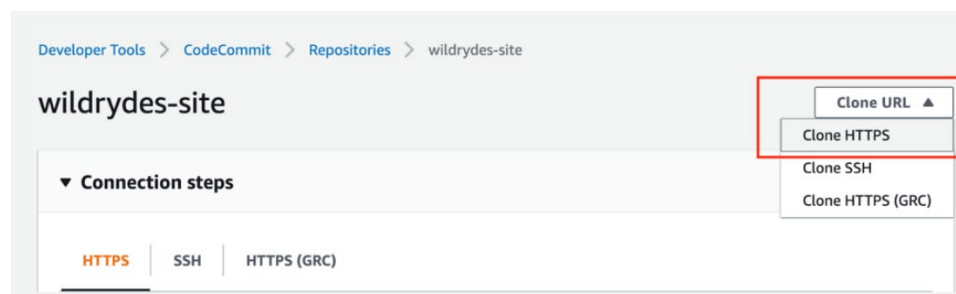 Developer Tools > CodeCommit > Repositories > wildrydes-site
wildrydes-site
Clone URL ▲
Clone HTTPS
Clone SSH
Clone HTTPS (GRC)
▼ Connection steps
HTTPS
SSH
HTTPS (GRC)